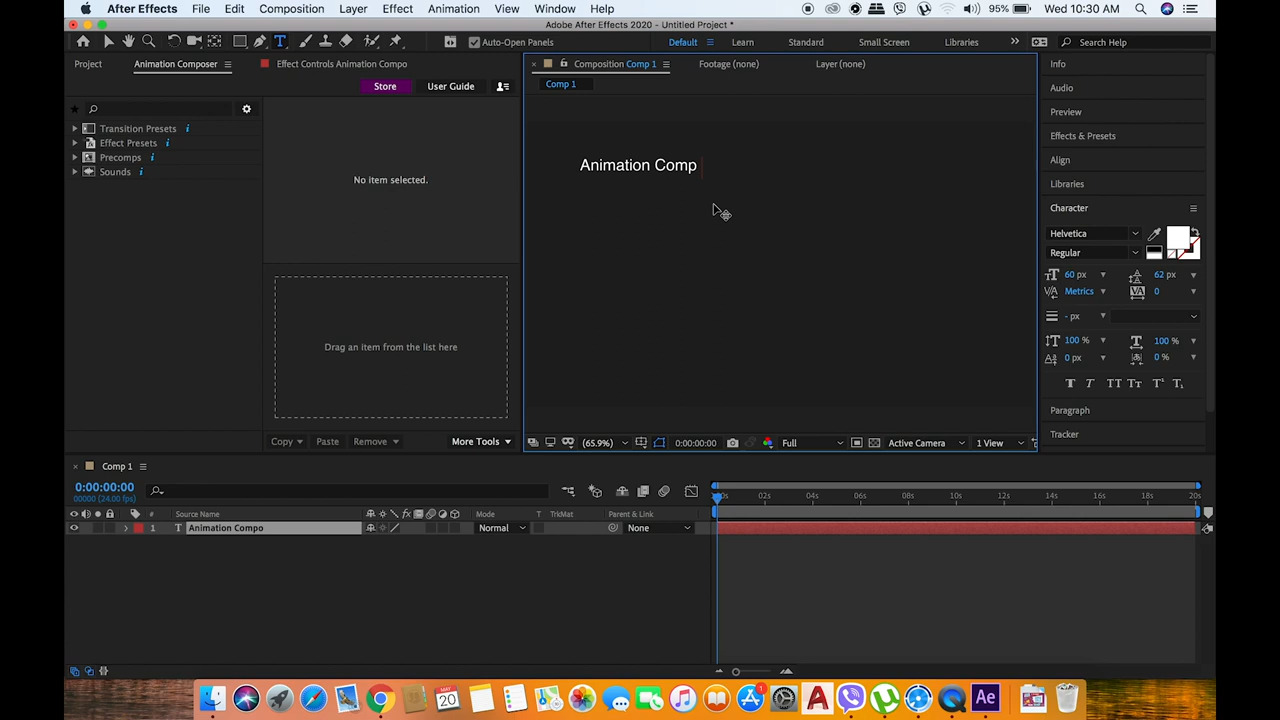 After Effects File Edit Composition Layer Effect Animation View Window Help 95% Wed 10:30 AM
Adobe After Effects 2020 - Untitled Project *
Auto-Open Panels Default Learn Standard Small Screen Libraries Search Help
Project Animation Composer Effect Controls Animation Compo Composition Comp 1 Footage (none) Layer (none) Info
Store User Guide Comp 1 Audio
Preview
Transition Presets
Effect Presets Effects & Presets
Precomps Align
Sounds
No item selected.
Animation Comp
Libraries
Character
Helvetica
Regular
60 px 62 px
Metrics 0
- px
100 % 100 %
0 px 0 %
T T TT Tt T¹ T₁
Drag an item from the list here
Paragraph
Tracker
Copy Paste Remove More Tools (65.9%) 0:00:00:00 Full Active Camera 1 View
Comp 1
0:00:00:00
00000 (24.00 fps)
02s 04s 06s 08s 10s 12s 14s 16s 18s 20s
# Source Name Mode T TrkMat Parent & Link
1 T Animation Compo Normal None
MAY
20
1
Ae